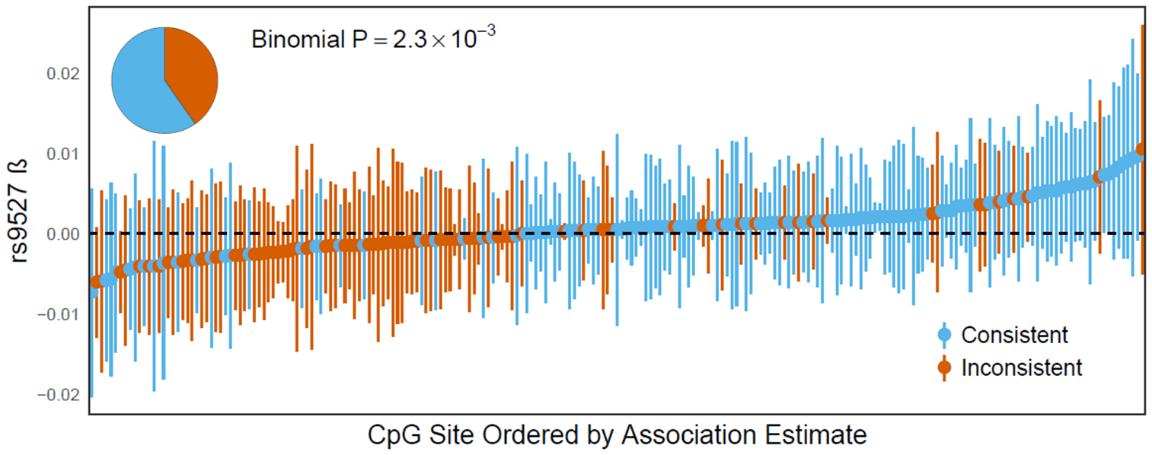 Binomial P = 2.3 × 10⁻³
0.02
0.01
0.00
−0.01
−0.02
rs9527 ß
Consistent
Inconsistent
CpG Site Ordered by Association Estimate